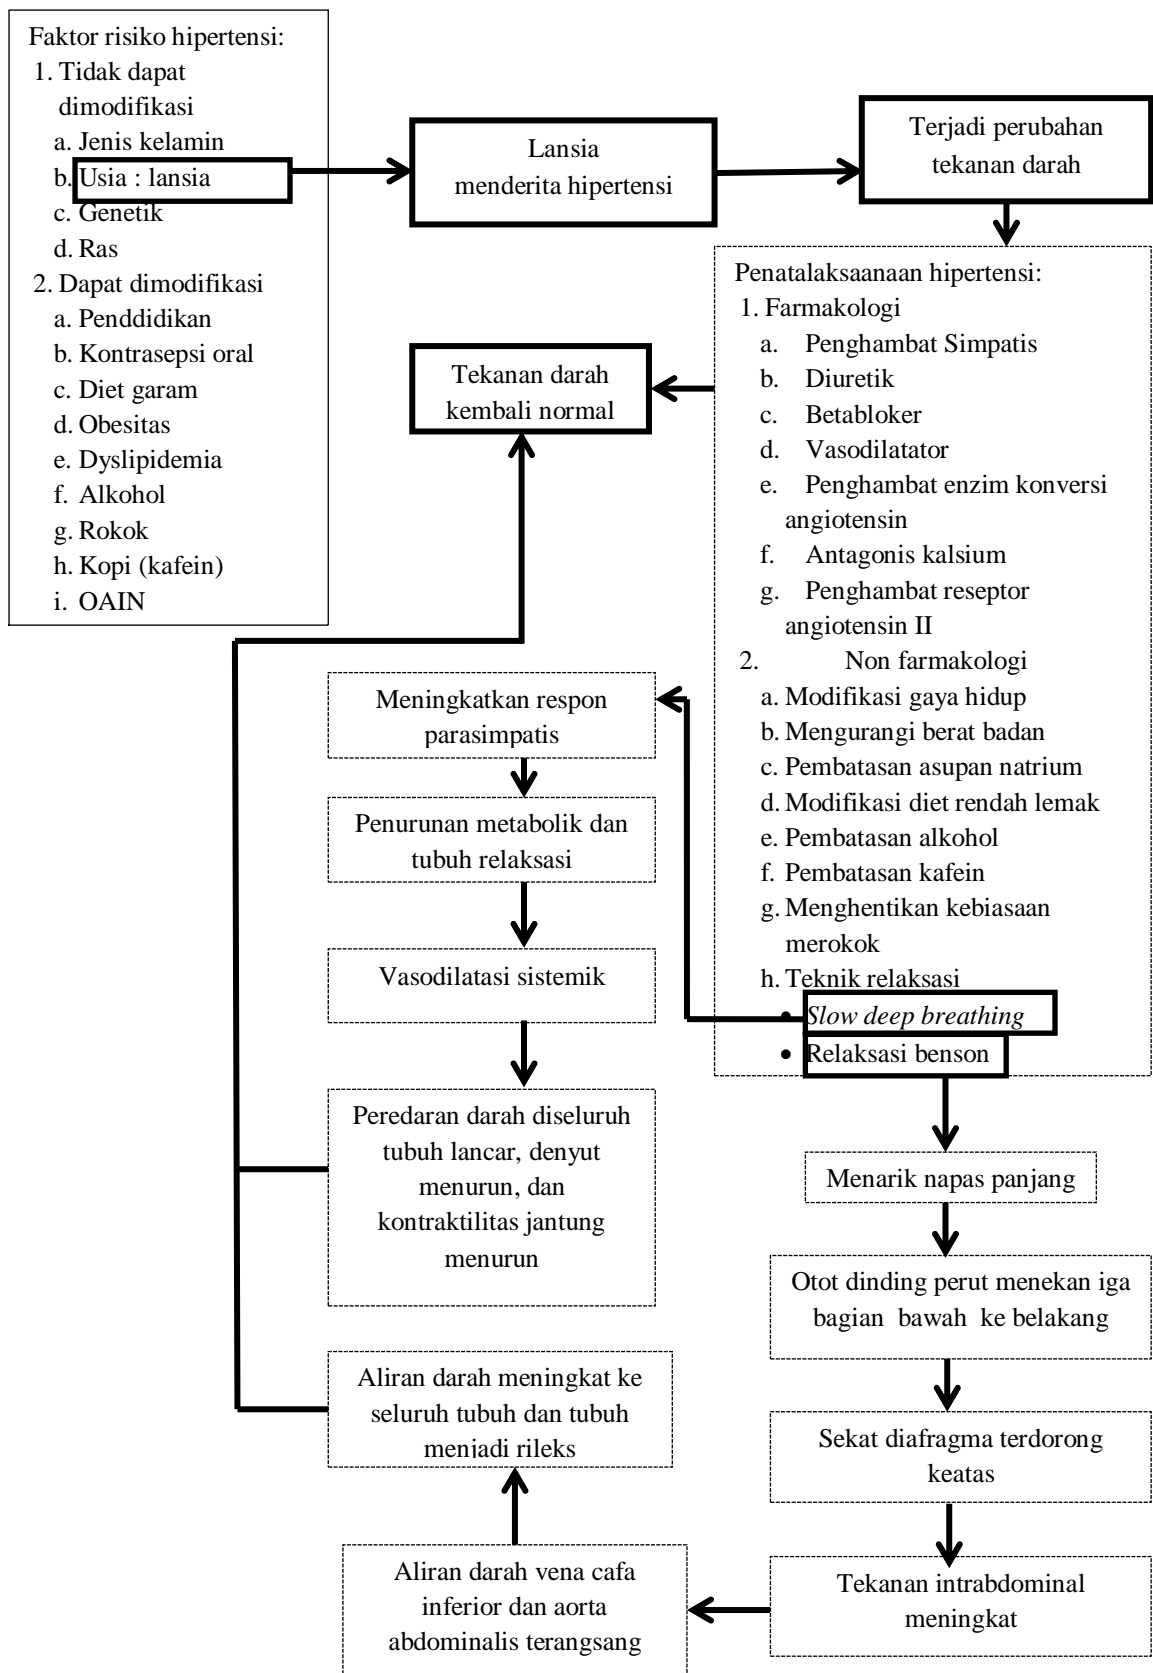 Faktor risiko hipertensi:
1. Tidak dapat
dimodifikasi
a. Jenis kelamin
b. Usia : lansia
c. Genetik
d. Ras
2. Dapat dimodifikasi
a. Penddidikan
b. Kontrasepsi oral
c. Diet garam
d. Obesitas
e. Dyslipidemia
f. Alkohol
g. Rokok
h. Kopi (kafein)
i. OAIN
Lansia
menderita hipertensi
Terjadi perubahan
tekanan darah
Penatalaksaanaan hipertensi:
1. Farmakologi
a. Penghambat Simpatis
b. Diuretik
c. Betabloker
d. Vasodilatator
e. Penghambat enzim konversi
angiotensin
f. Antagonis kalsium
g. Penghambat reseptor
angiotensin II
2. Non farmakologi
a. Modifikasi gaya hidup
b. Mengurangi berat badan
c. Pembatasan asupan natrium
d. Modifikasi diet rendah lemak
e. Pembatasan alkohol
f. Pembatasan kafein
g. Menghentikan kebiasaan
merokok
h. Teknik relaksasi
• Slow deep breathing
• Relaksasi benson
Tekanan darah
kembali normal
Meningkatkan respon
parasimpatis
Penurunan metabolik dan
tubuh relaksasi
Vasodilatasi sistemik
Peredaran darah diseluruh
tubuh lancar, denyut
menurun, dan
kontraktilitas jantung
menurun
Menarik napas panjang
Otot dinding perut menekan iga
bagian bawah ke belakang
Sekat diafragma terdorong
keatas
Tekanan intrabdominal
meningkat
Aliran darah vena cafa
inferior dan aorta
abdominalis terangsang
Aliran darah meningkat ke
seluruh tubuh dan tubuh
menjadi rileks